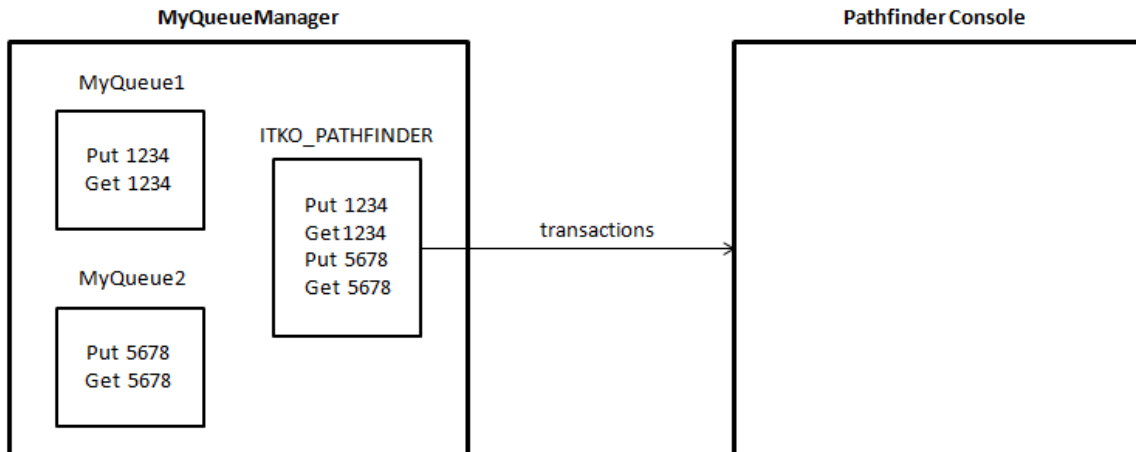 MyQueueManager
Pathfinder Console
MyQueue1
Put 1234
Get 1234
ITKO_PATHFINDER
Put 1234
Get1234
Put 5678
Get 5678
transactions
MyQueue2
Put 5678
Get 5678